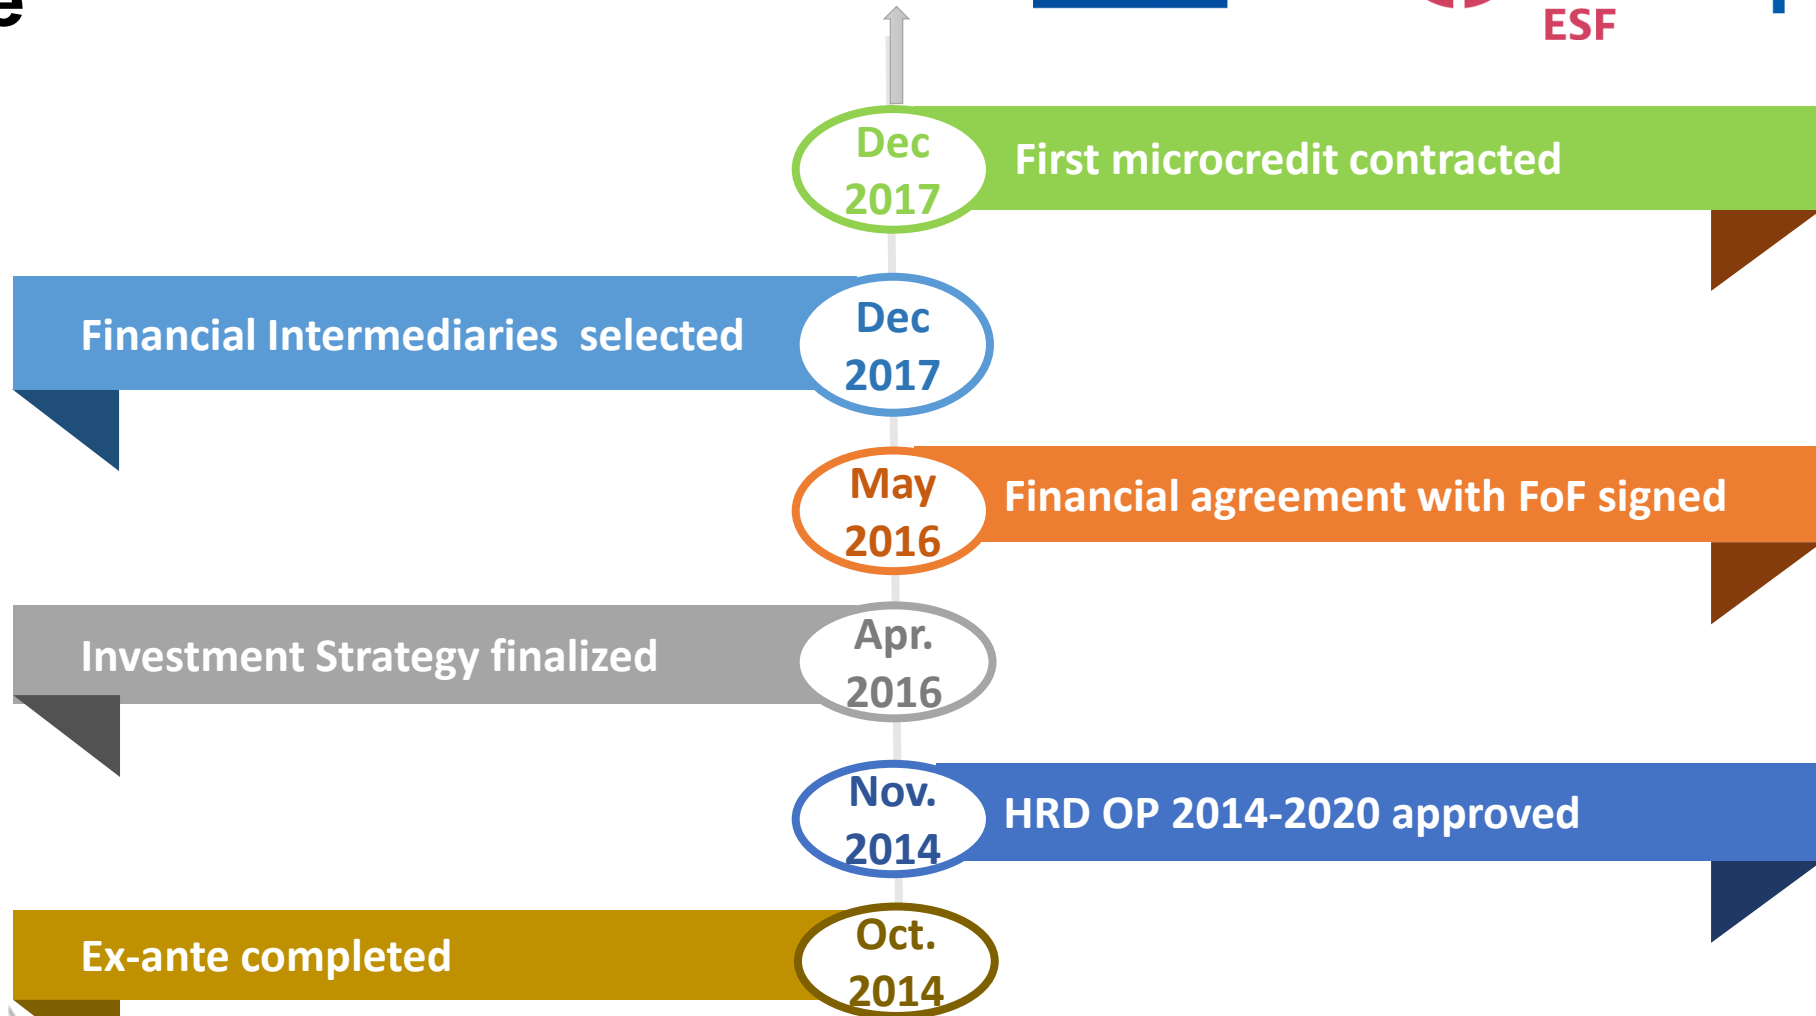 e
ESF
Dec
2017
First microcredit contracted
Financial Intermediaries  selected
Dec
2017
May
2016
Financial agreement with FoF signed
Investment Strategy finalized
Apr.
2016
Nov.
2014
HRD OP 2014-2020 approved
Ex-ante completed
Oct.
2014